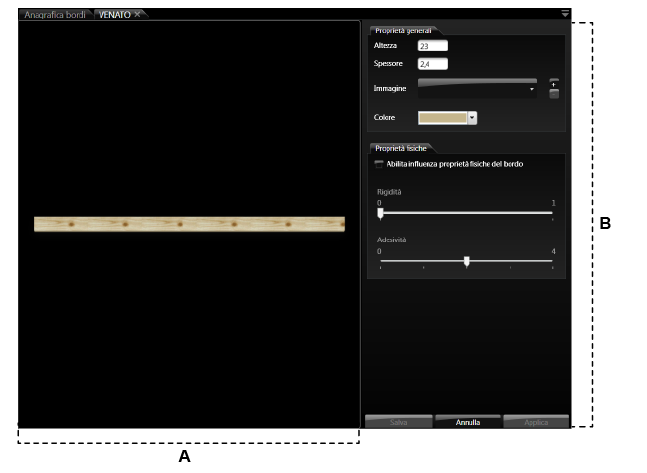 Anagrafica bordi VENATO
Proprietà generali
Altezza 23
Spessore 2,4
Immagine
+
Colore
Proprietà fisiche
Abilita influenza proprietà fisiche del bordo
Rigidità
0 1
Adesività
0 4
Salva Annulla Applica
B
A